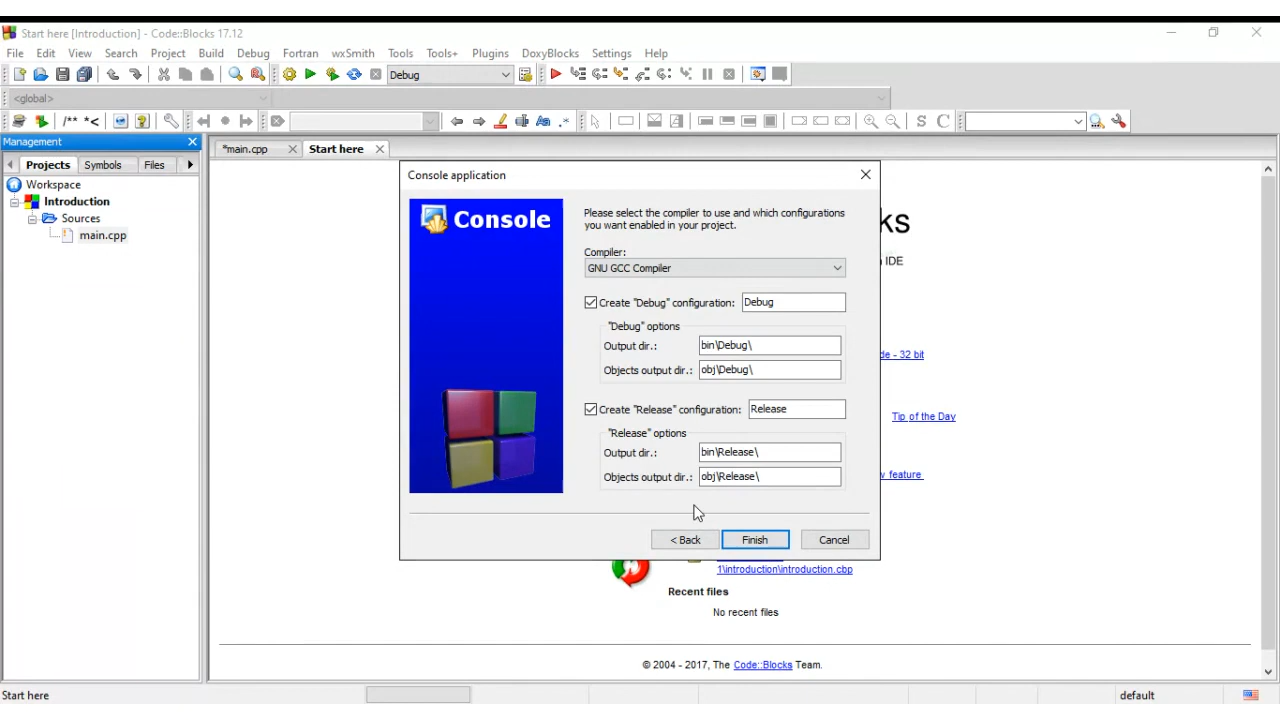 Start here [Introduction] - Code::Blocks 17.12
File Edit View Search Project Build Debug Fortran wxSmith Tools Tools+ Plugins DoxyBlocks Settings Help
Debug
<global>
/** *<
S C
Management
*main.cpp Start here
Projects Symbols Files
Workspace
Introduction
Sources
main.cpp
Console application
Console
Please select the compiler to use and which configurations
you want enabled in your project.
Compiler:
GNU GCC Compiler
Create "Debug" configuration: Debug
"Debug" options
Output dir.: bin\Debug\
Objects output dir.: obj\Debug\
Create "Release" configuration: Release
"Release" options
Output dir.: bin\Release\
Objects output dir.: obj\Release\
< Back Finish Cancel
ks
IDE
de - 32 bit
Tip of the Day
feature
1\introduction\introduction.cbp
Recent files
No recent files
© 2004 - 2017, The Code::Blocks Team.
Start here default